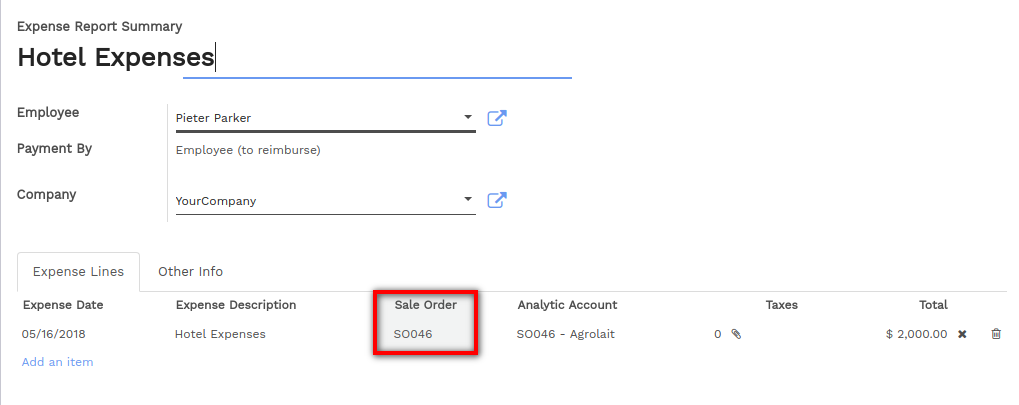 Expense Report Summary
Hotel Expenses
Employee
Pieter Parker
Payment By
Employee (to reimburse)
Company
YourCompany
Expense Lines Other Info
Expense Date Expense Description Sale Order Analytic Account Taxes Total
05/16/2018 Hotel Expenses SO046 SO046 - Agrolait 0 $ 2,000.00
Add an item